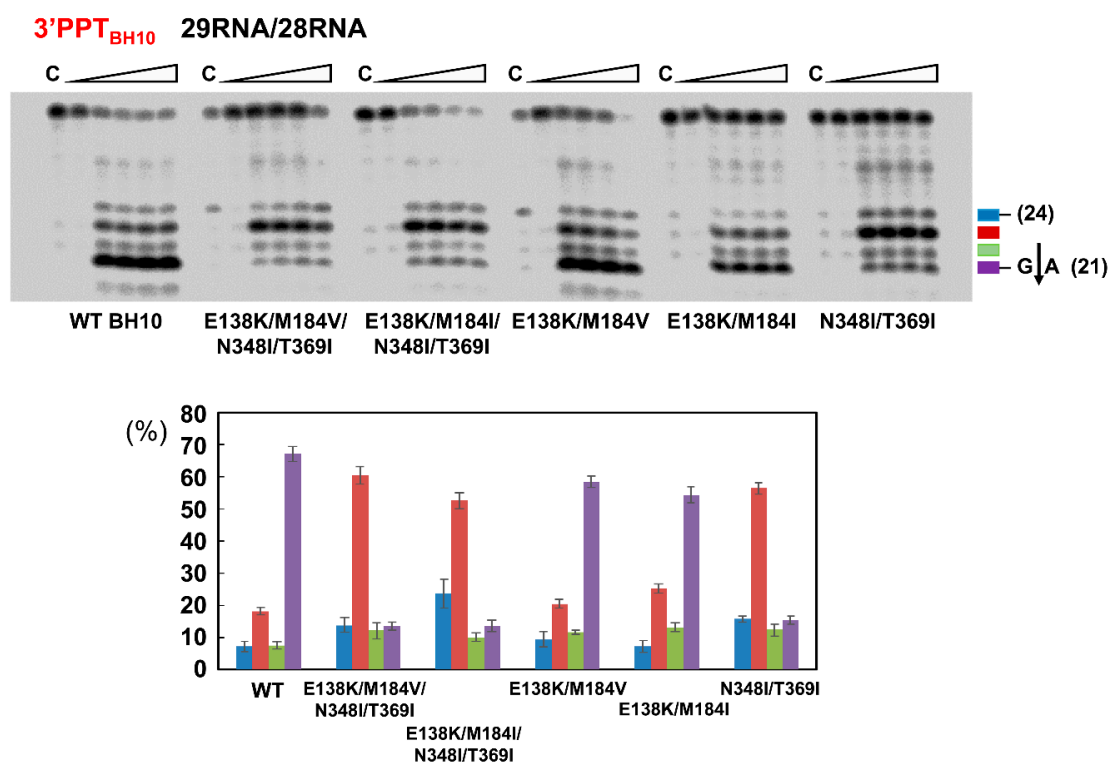 3'PPTBH10 29RNA/28RNA
C C C C C C
(24)
G A (21)
WT BH10 E138K/M184V/ E138K/M184I/ E138K/M184V E138K/M184I N348I/T369I
N348I/T369I N348I/T369I
(%)
80
70
60
50
40
30
20
10
0
WT E138K/M184V/ E138K/M184V N348I/T369I
N348I/T369I E138K/M184I
E138K/M184I/
N348I/T369I